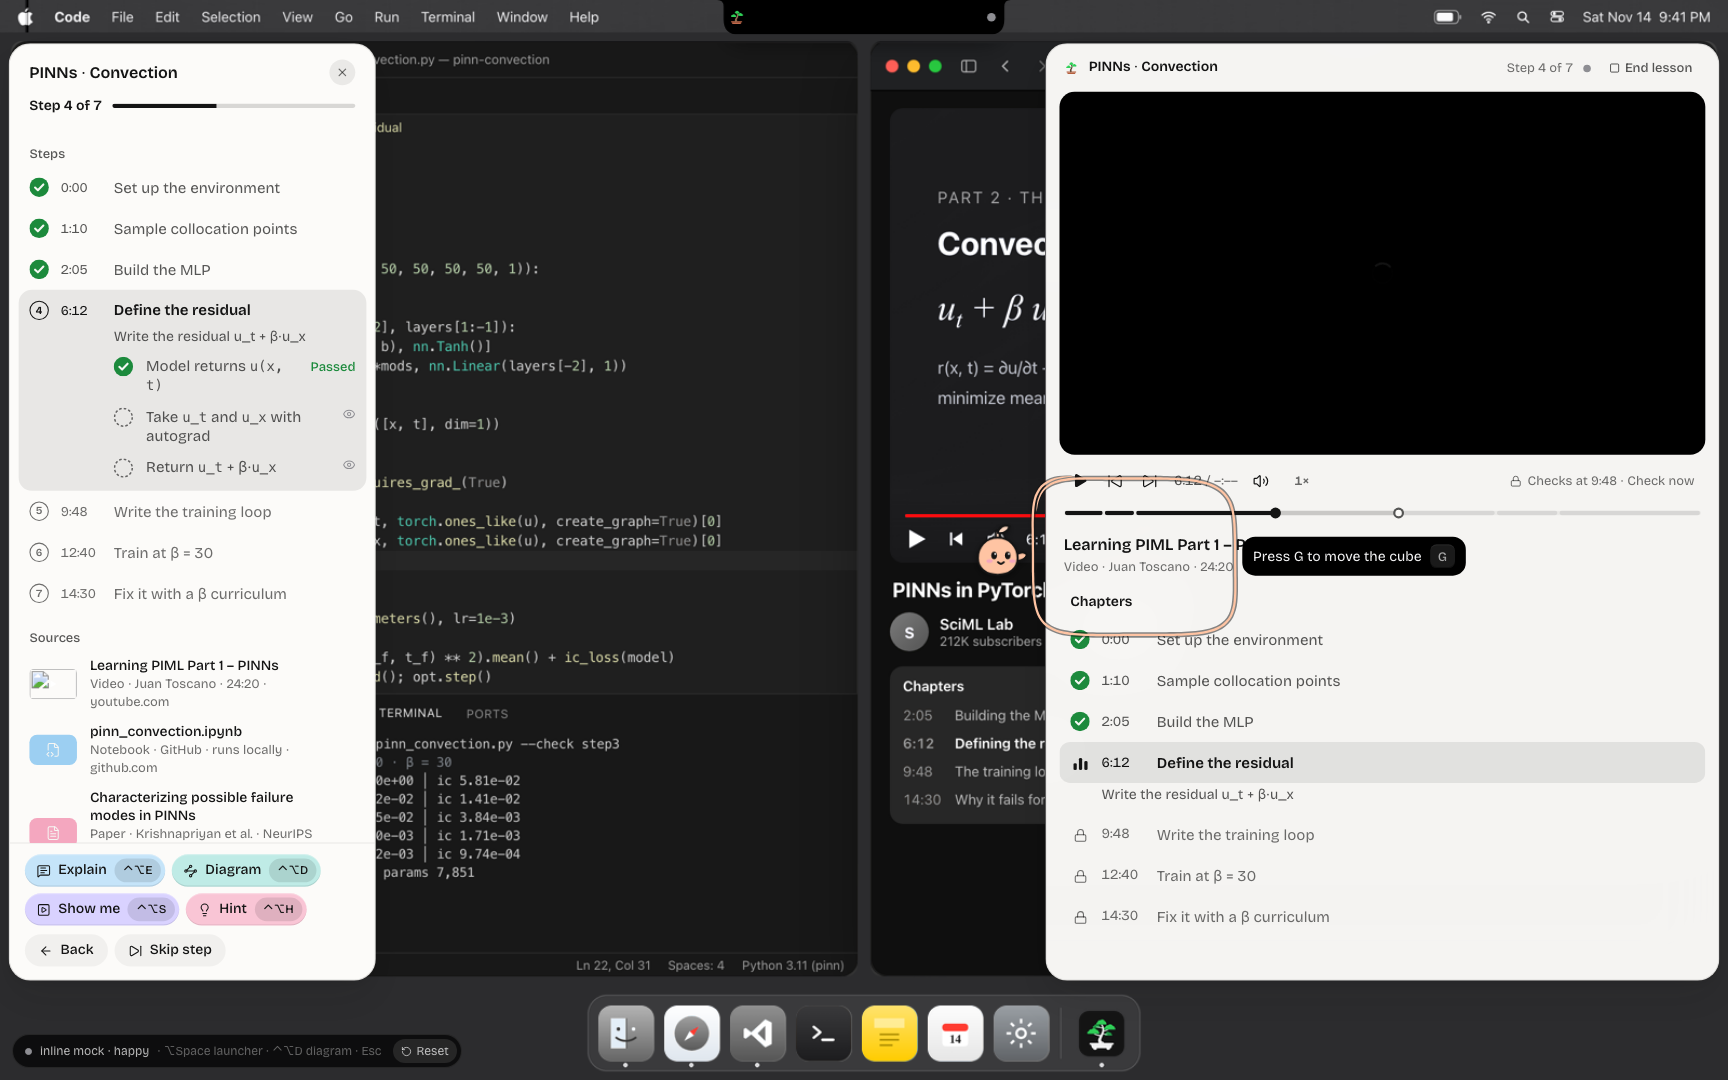 Code File Edit Selection View Go Run Terminal Window Help
Sat Nov 14 9:41 PM
PINNs · Convection
Step 4 of 7
Steps
0:00 Set up the environment
1:10 Sample collocation points
2:05 Build the MLP
4 6:12 Define the residual
Write the residual u_t + β·u_x
Model returns u(x, Passed
t)
Take u_t and u_x with
autograd
Return u_t + β·u_x
5 9:48 Write the training loop
6 12:40 Train at β = 30
7 14:30 Fix it with a β curriculum
Sources
Learning PIML Part 1 – PINNs
Video · Juan Toscano · 24:20 ·
youtube.com
pinn_convection.ipynb
Notebook · GitHub · runs locally ·
github.com
Characterizing possible failure
modes in PINNs
Paper · Krishnapriyan et al. · NeurIPS
Explain ^⌥E Diagram ^⌥D
Show me ^⌥S Hint ^⌥H
Back Skip step
vection.py — pinn-convection
idual
50, 50, 50, 50, 1)):
2], layers[1:-1]):
b), nn.Tanh()]
*mods, nn.Linear(layers[-2], 1))
([x, t], dim=1))
uires_grad_(True)
t, torch.ones_like(u), create_graph=True)[0]
x, torch.ones_like(u), create_graph=True)[0]
meters(), lr=1e-3)
_f, t_f) ** 2).mean() + ic_loss(model)
d(); opt.step()
TERMINAL PORTS
pinn_convection.py --check step3
0 · β = 30
0e+00 | ic 5.81e-02
2e-02 | ic 1.41e-02
5e-02 | ic 3.84e-03
0e-03 | ic 1.71e-03
2e-03 | ic 9.74e-04
params 7,851
Ln 22, Col 31 Spaces: 4 Python 3.11 (pinn)
PART 2 · TH
Convec
u_t + β u
r(x, t) = ∂u/∂t
minimize mea
6:1
PINNs in PyTorc
S SciML Lab
212K subscribers
Chapters
2:05 Building the M
6:12 Defining the r
9:48 The training lo
14:30 Why it fails for
PINNs · Convection
Step 4 of 7 End lesson
6:12 / –:–– 1× Checks at 9:48 · Check now
Learning PIML Part 1 – P
Video · Juan Toscano · 24:20
Press G to move the cube G
Chapters
0:00 Set up the environment
1:10 Sample collocation points
2:05 Build the MLP
6:12 Define the residual
Write the residual u_t + β·u_x
9:48 Write the training loop
12:40 Train at β = 30
14:30 Fix it with a β curriculum
inline mock · happy · ⌥Space launcher · ^⌥D diagram · Esc Reset
14